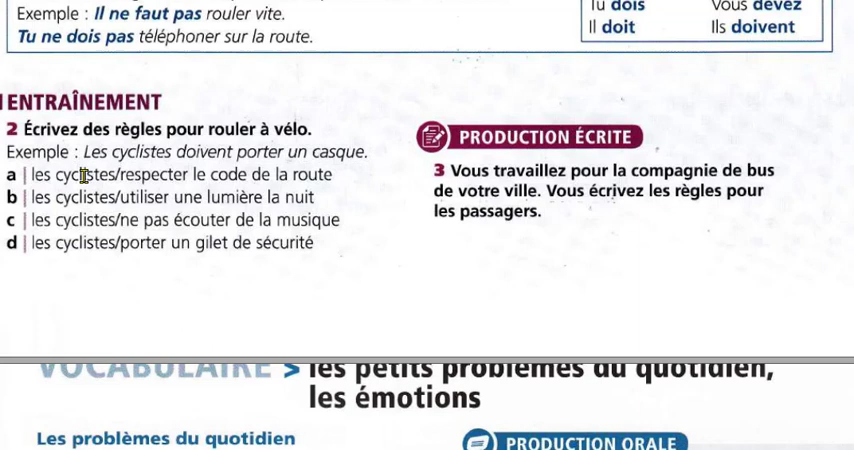 Exemple : Il ne faut pas rouler vite.
Tu ne dois pas téléphoner sur la route.
Tu dois Vous devez
Il doit Ils doivent
ENTRAÎNEMENT
2 Écrivez des règles pour rouler à vélo.
Exemple : Les cyclistes doivent porter un casque.
a | les cyclistes/respecter le code de la route
b | les cyclistes/utiliser une lumière la nuit
c | les cyclistes/ne pas écouter de la musique
d | les cyclistes/porter un gilet de sécurité
PRODUCTION ÉCRITE
3 Vous travaillez pour la compagnie de bus
de votre ville. Vous écrivez les règles pour
les passagers.
VOCABULAIRE > les petits problèmes du quotidien,
les émotions
Les problèmes du quotidien
PRODUCTION ORALE